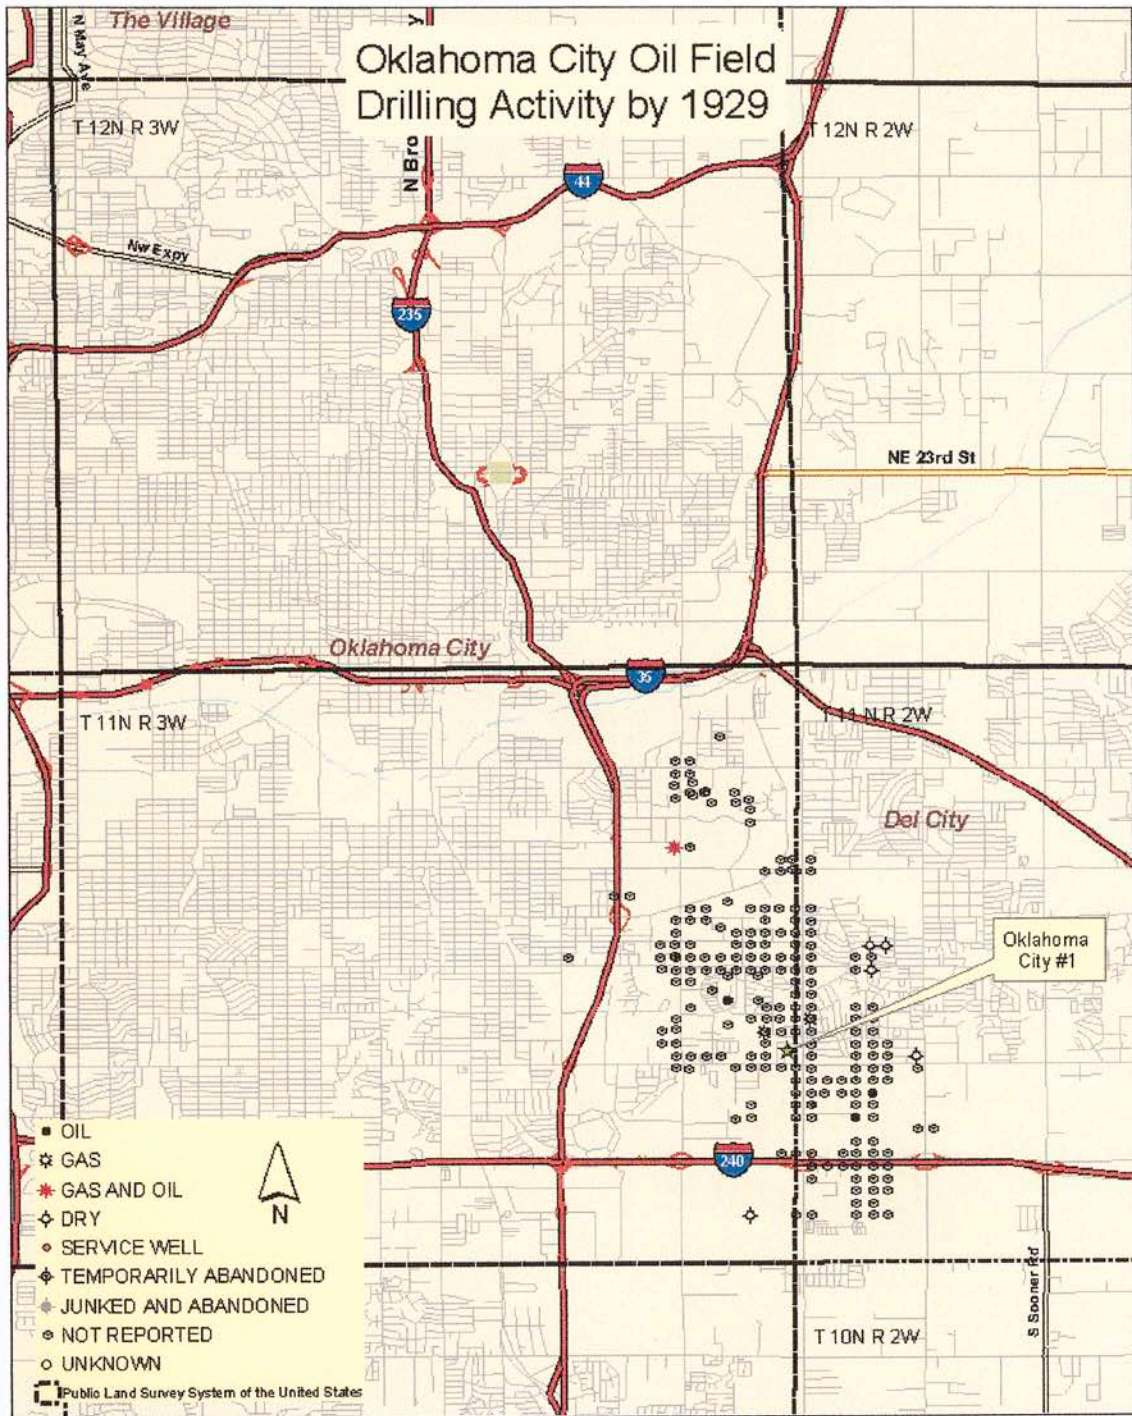 The Village
N May Ave
Oklahoma City Oil Field
Drilling Activity by 1929
T 12N R 3W
N Bro
y
T 12N R 2W
44
Nw Expy
235
NE 23rd St
Oklahoma City
35
T 11N R 3W
T 11 N R 2W
Del City
Oklahoma
City #1
OIL
GAS
GAS AND OIL
DRY
SERVICE WELL
TEMPORARILY ABANDONED
JUNKED AND ABANDONED
NOT REPORTED
UNKNOWN
Public Land Survey System of the United States
N
240
S Sooner Rd
T 10N R 2W